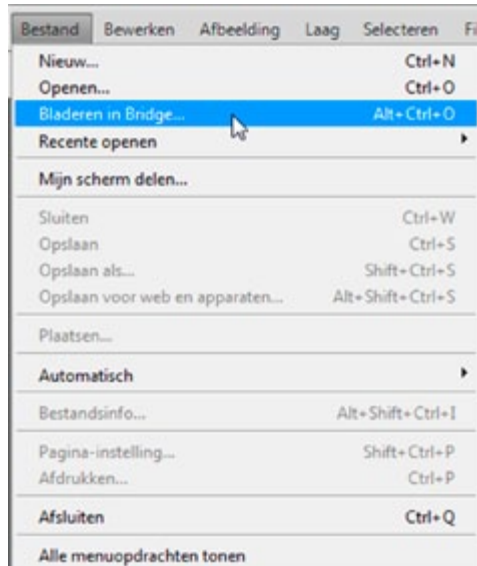 Bestand Bewerken Afbeelding Laag Selecteren Fi
Nieuw... Ctrl+N
Openen... Ctrl+O
Bladeren in Bridge... Alt+Ctrl+O
Recente openen
Mijn scherm delen...
Sluiten Ctrl+W
Opslaan Ctrl+S
Opslaan als... Shift+Ctrl+S
Opslaan voor web en apparaten... Alt+Shift+Ctrl+S
Plaatsen...
Automatisch
Bestandsinfo... Alt+Shift+Ctrl+I
Pagina-instelling... Shift+Ctrl+P
Afdrukken... Ctrl+P
Afsluiten Ctrl+Q
Alle menuopdrachten tonen